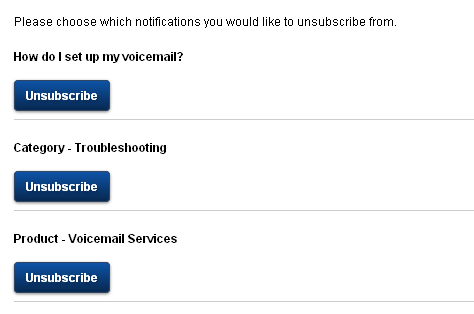 Please choose which notifications you would like to unsubscribe from.
How do I set up my voicemail?
Unsubscribe
Category - Troubleshooting
Unsubscribe
Product - Voicemail Services
Unsubscribe